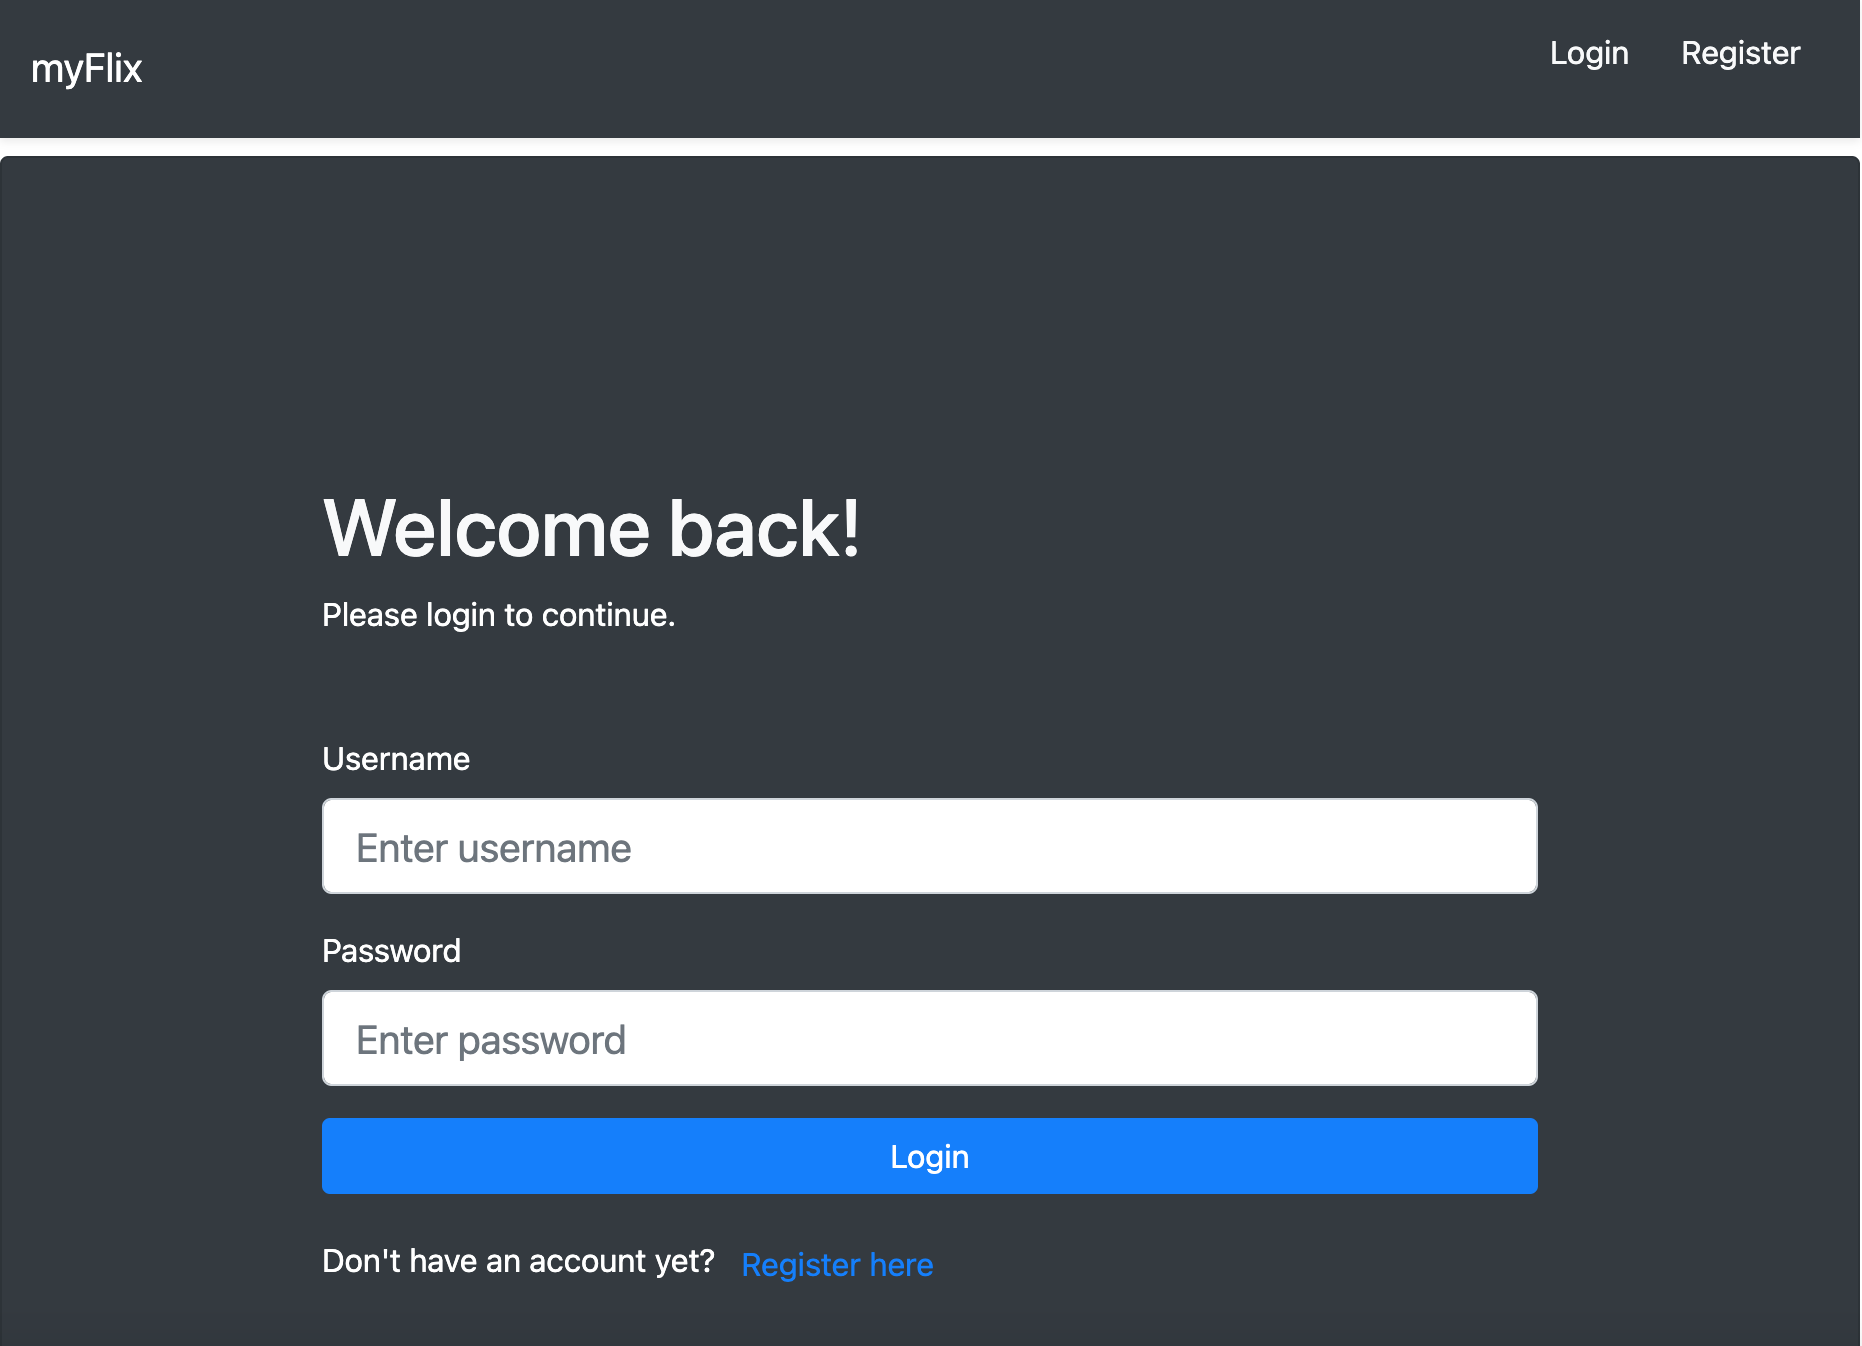 myFlix
Login
Register
Welcome back!
Please login to continue.
Username
Enter username
Password
Enter password
Login
Don't have an account yet? Register here